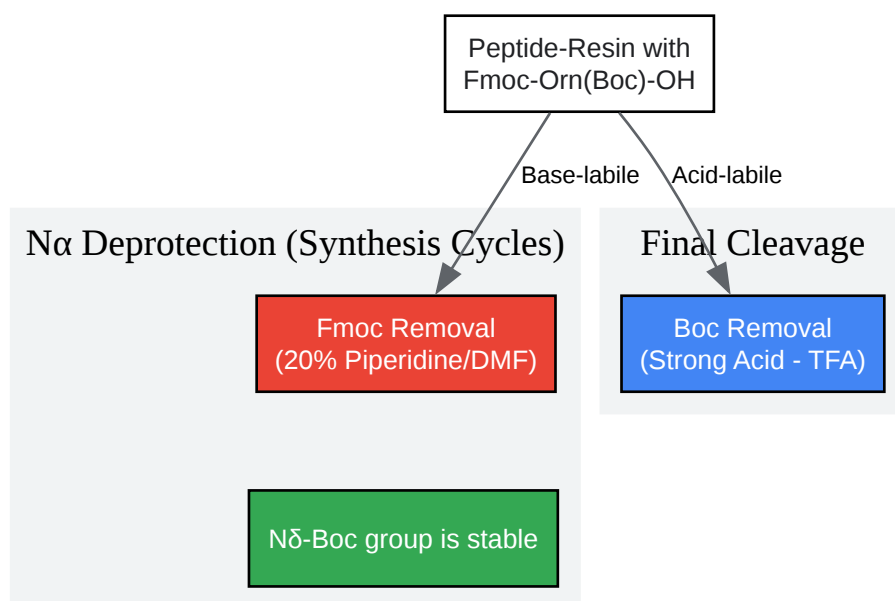 Peptide-Resin with
Fmoc-Orn(Boc)-OH
Base-labile
Acid-labile
Nα Deprotection (Synthesis Cycles)
Final Cleavage
Fmoc Removal
(20% Piperidine/DMF)
Boc Removal
(Strong Acid - TFA)
Nδ-Boc group is stable